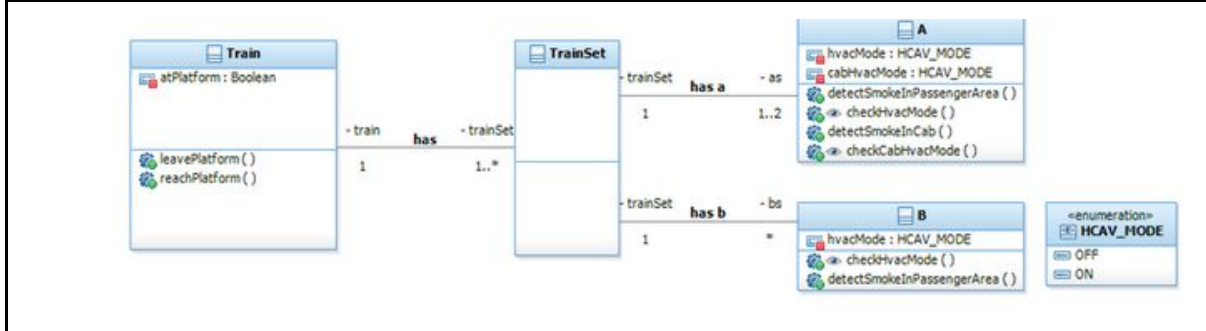 Train
atPlatform : Boolean
leavePlatform ( )
reachPlatform ( )
- train
has
- trainSet
1
1..*
TrainSet
- trainSet
has a
- as
1
1..2
A
hvacMode : HCAV_MODE
cabHvacMode : HCAV_MODE
detectSmokeInPassengerArea ( )
checkHvacMode ( )
detectSmokeInCab ( )
checkCabHvacMode ( )
- trainSet
has b
- bs
1
*
B
hvacMode : HCAV_MODE
checkHvacMode ( )
detectSmokeInPassengerArea ( )
«enumeration»
HCAV_MODE
OFF
ON